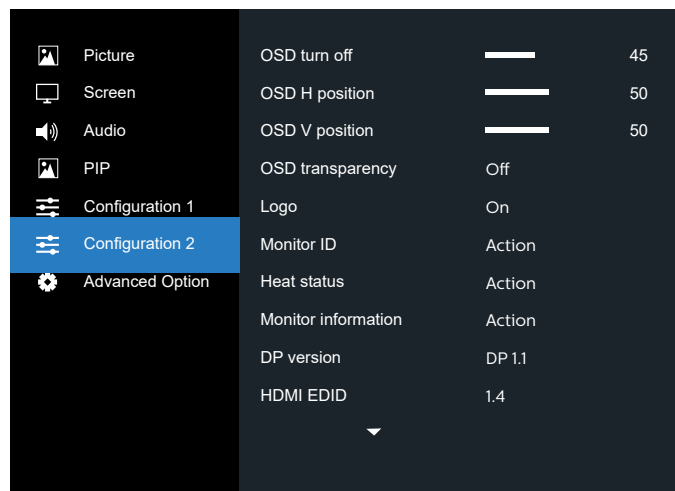 Picture
Screen
Audio
PIP
Configuration 1
Configuration 2
Advanced Option
OSD turn off 45
OSD H position 50
OSD V position 50
OSD transparency Off
Logo On
Monitor ID Action
Heat status Action
Monitor information Action
DP version DP 1.1
HDMI EDID 1.4